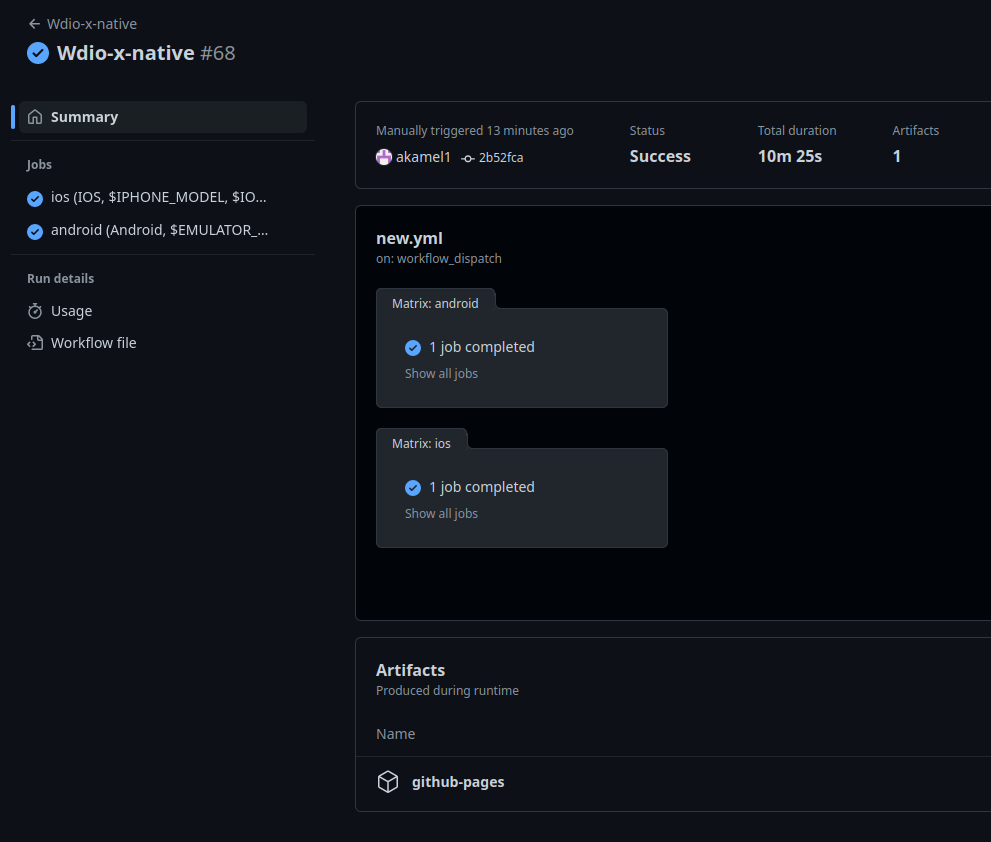 Wdio-x-native
Wdio-x-native #68
Summary
Jobs
ios (IOS, $IPHONE_MODEL, $IO...
android (Android, $EMULATOR_...
Run details
Usage
Workflow file
Manually triggered 13 minutes ago
akamel1 2b52fca
Status
Success
Total duration
10m 25s
Artifacts
1
new.yml
on: workflow_dispatch
Matrix: android
1 job completed
Show all jobs
Matrix: ios
1 job completed
Show all jobs
Artifacts
Produced during runtime
Name
github-pages